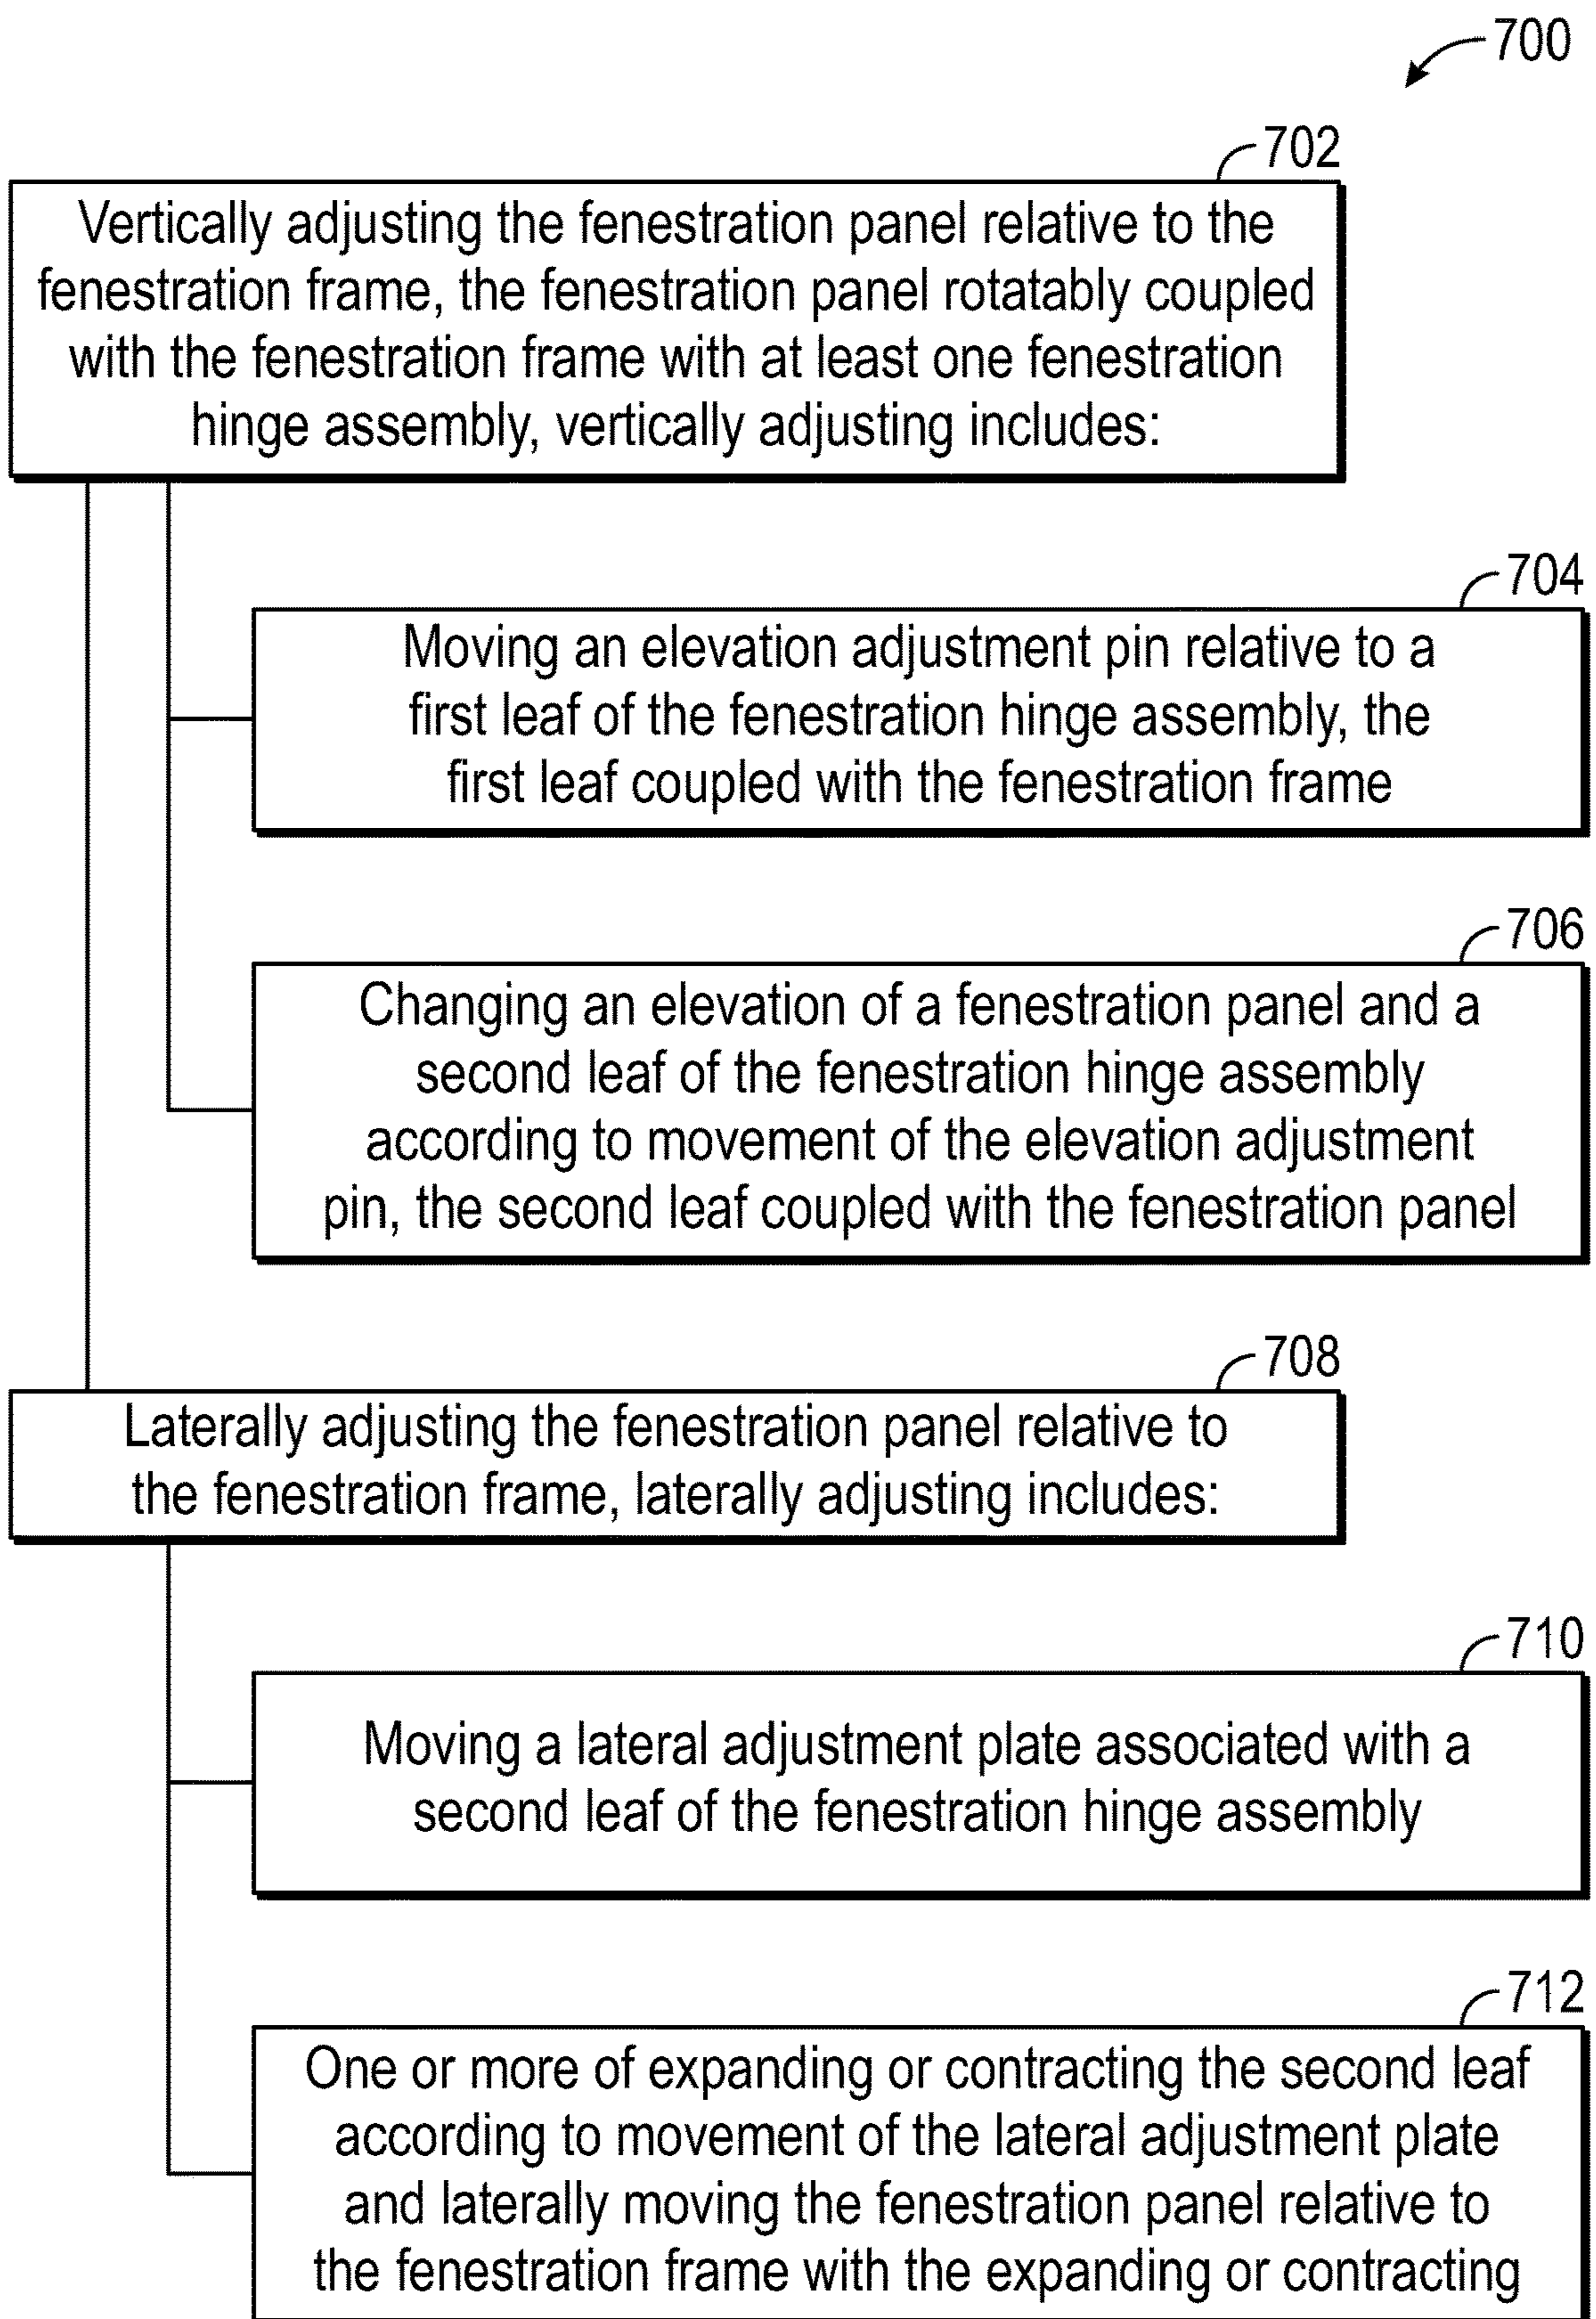 700
702
Vertically adjusting the fenestration panel relative to the
fenestration frame, the fenestration panel rotatably coupled
with the fenestration frame with at least one fenestration
hinge assembly, vertically adjusting includes:
704
Moving an elevation adjustment pin relative to a
first leaf of the fenestration hinge assembly, the
first leaf coupled with the fenestration frame
706
Changing an elevation of a fenestration panel and a
second leaf of the fenestration hinge assembly
according to movement of the elevation adjustment
pin, the second leaf coupled with the fenestration panel
708
Laterally adjusting the fenestration panel relative to
the fenestration frame, laterally adjusting includes:
710
Moving a lateral adjustment plate associated with a
second leaf of the fenestration hinge assembly
712
One or more of expanding or contracting the second leaf
according to movement of the lateral adjustment plate
and laterally moving the fenestration panel relative to
the fenestration frame with the expanding or contracting